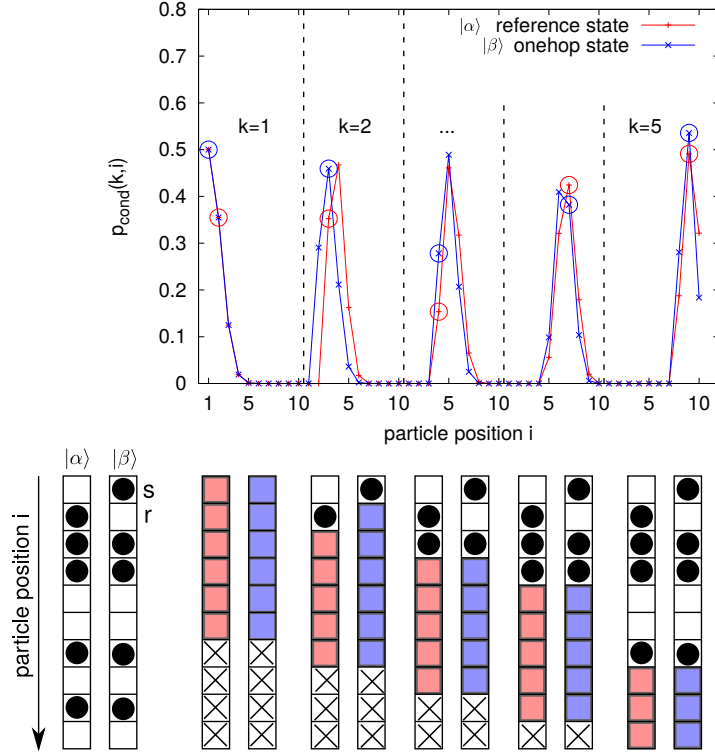 |α⟩ reference state
|β⟩ onehop state
0.8
0.7
0.6
0.5
0.4
0.3
0.2
0.1
0
p_cond(k,i)
k=1
k=2
...
k=5
1 5 10 5 10 5 10 5 10 5 10
particle position i
|α⟩ |β⟩
s
r
particle position i